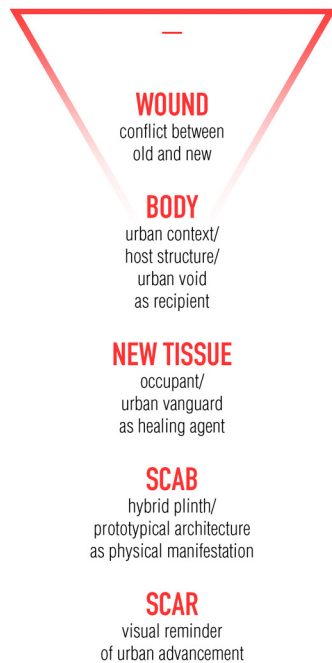 WOUND
conflict between
old and new
BODY
urban context/
host structure/
urban void
as recipient
NEW TISSUE
occupant/
urban vanguard
as healing agent
SCAB
hybrid plinth/
prototypical architecture
as physical manifestation
SCAR
visual reminder
of urban advancement